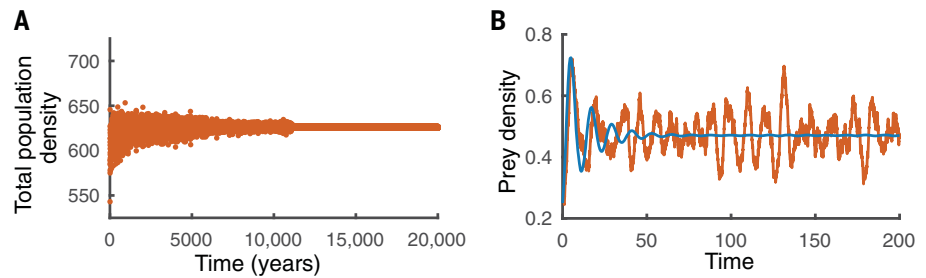 A
Total population
density
700
650
600
550
0
5000
10,000
15,000
20,000
Time (years)
B
Prey density
0.8
0.6
0.4
0.2
0
50
100
150
200
Time